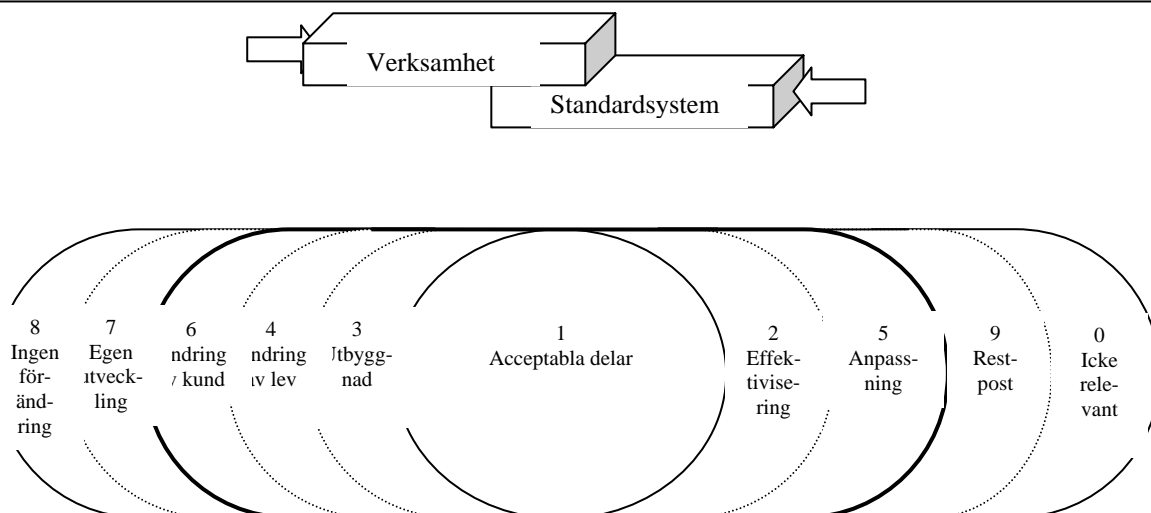 Verksamhet
Standardsystem
8
Ingen
för-
änd-
ring
7
Egen
utveck-
ling
6
ndring
kund
4
ndring
av lev
3
Utbygg-
nad
1
Acceptabla delar
2
Effek-
tivise-
ring
5
Anpass-
ning
9
Rest-
post
0
Icke
rele-
vant